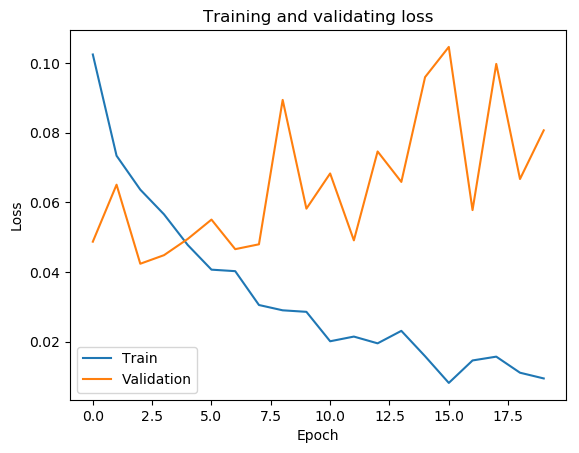 Training and validating loss
0.10
0.08
0.06
0.04
0.02
Loss
Train
Validation
0.0 2.5 5.0 7.5 10.0 12.5 15.0 17.5
Epoch